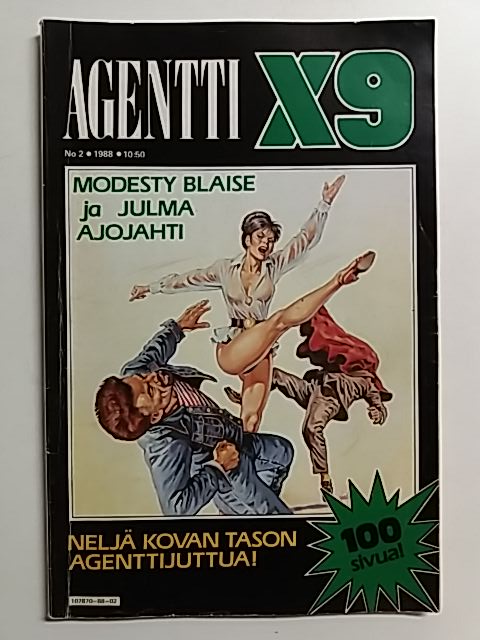 AGENTTI X9
No 2 • 1988 • 10:50
MODESTY BLAISE
ja JULMA
AJOJAHTI
NELJÄ KOVAN TASON
AGENTTIJUTTUA!
100
sivua!
107870-88-02